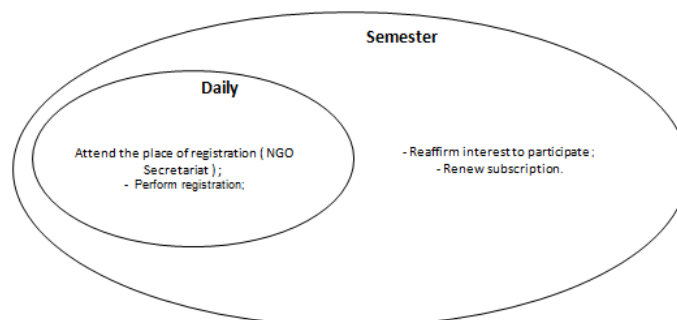 Semester
Daily
Attend the place of registration ( NGO
Secretariat ) ;
- Perform registration;
- Reaffirm interest to participate ;
- Renew subscription.